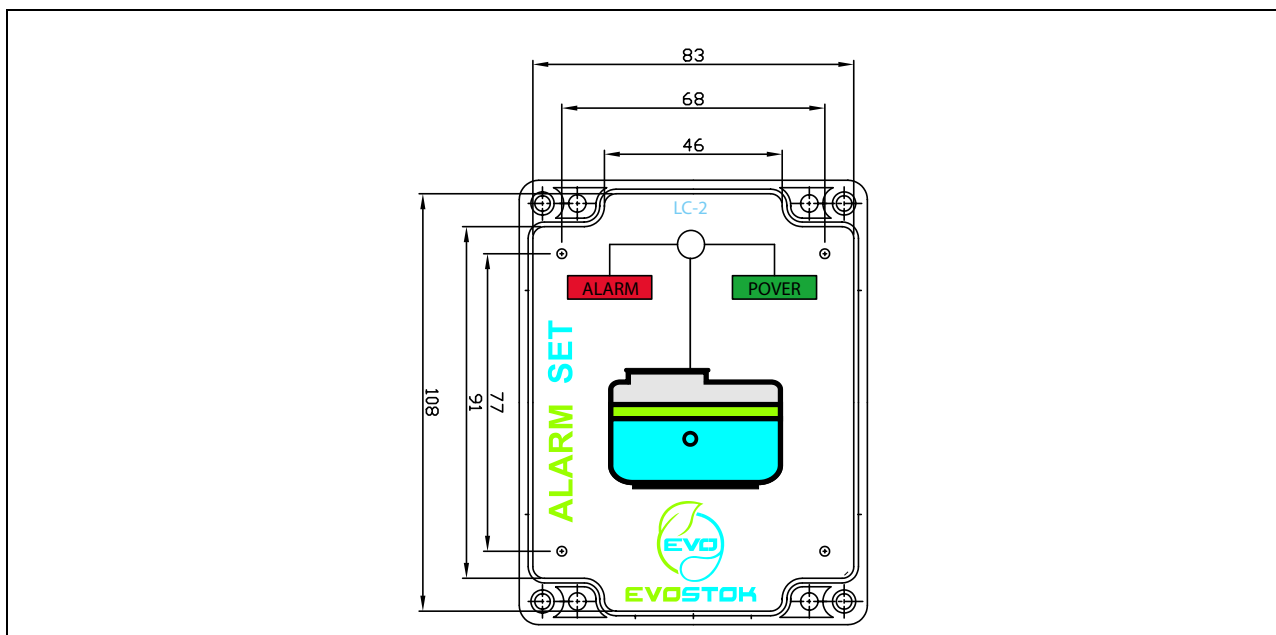 83
68
46
LC-2
ALARM
POVER
ALARM SET
77
91
108
EVO
EVOSTOK